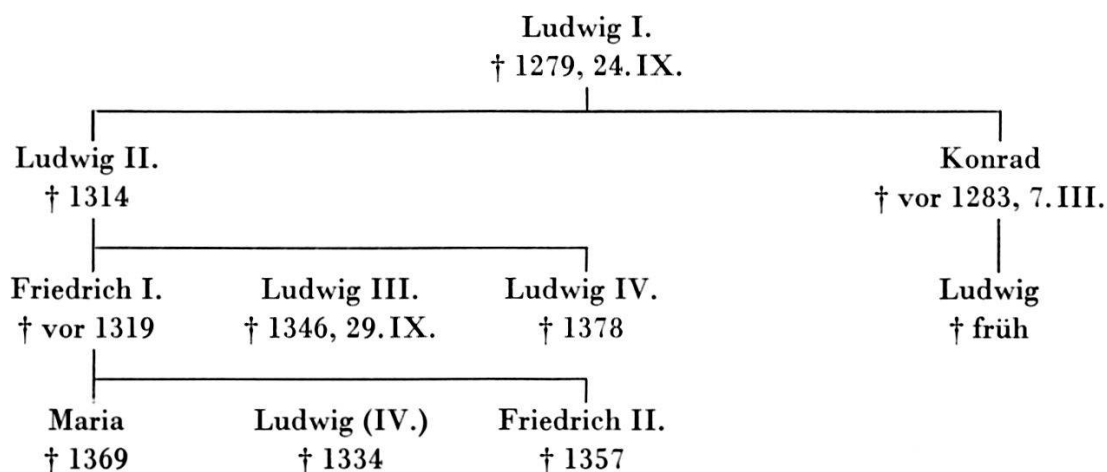 Ludwig I.
† 1279, 24. IX.
Ludwig II. Konrad
† 1314 † vor 1283, 7. III.
Friedrich I. Ludwig III. Ludwig IV. Ludwig
† vor 1319 † 1346, 29. IX. † 1378 † früh
Maria Ludwig (IV.) Friedrich II.
† 1369 † 1334 † 1357